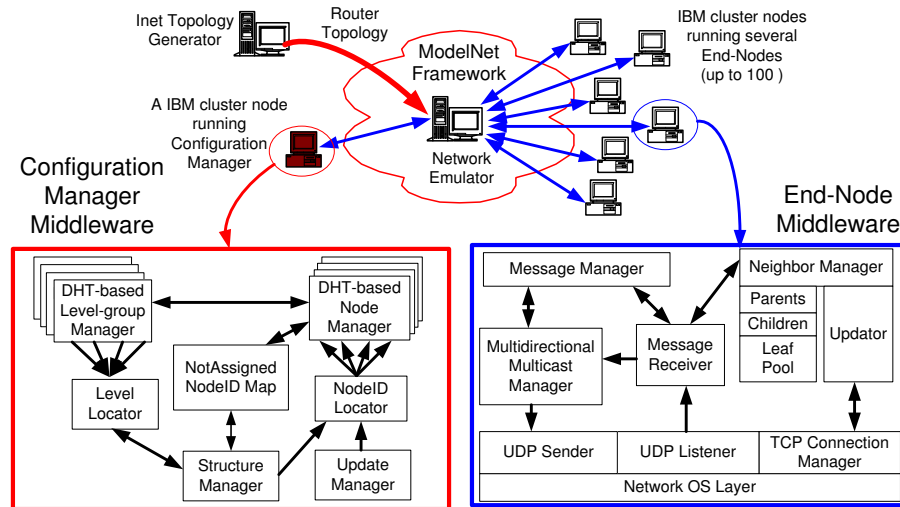 Inet Topology
Generator
Router
Topology
ModelNet
Framework
IBM cluster nodes
running several
End-Nodes
(up to 100 )
A IBM cluster node
running
Configuration
Manager
Network
Emulator
Configuration
Manager
Middleware
End-Node
Middleware
DHT-based
Level-group
Manager
DHT-based
Node
Manager
NotAssigned
NodeID Map
Level
Locator
NodeID
Locator
Structure
Manager
Update
Manager
Message Manager
Neighbor Manager
Parents
Children
Leaf
Pool
Updator
Multidirectional
Multicast
Manager
Message
Receiver
UDP Sender
UDP Listener
TCP Connection
Manager
Network OS Layer